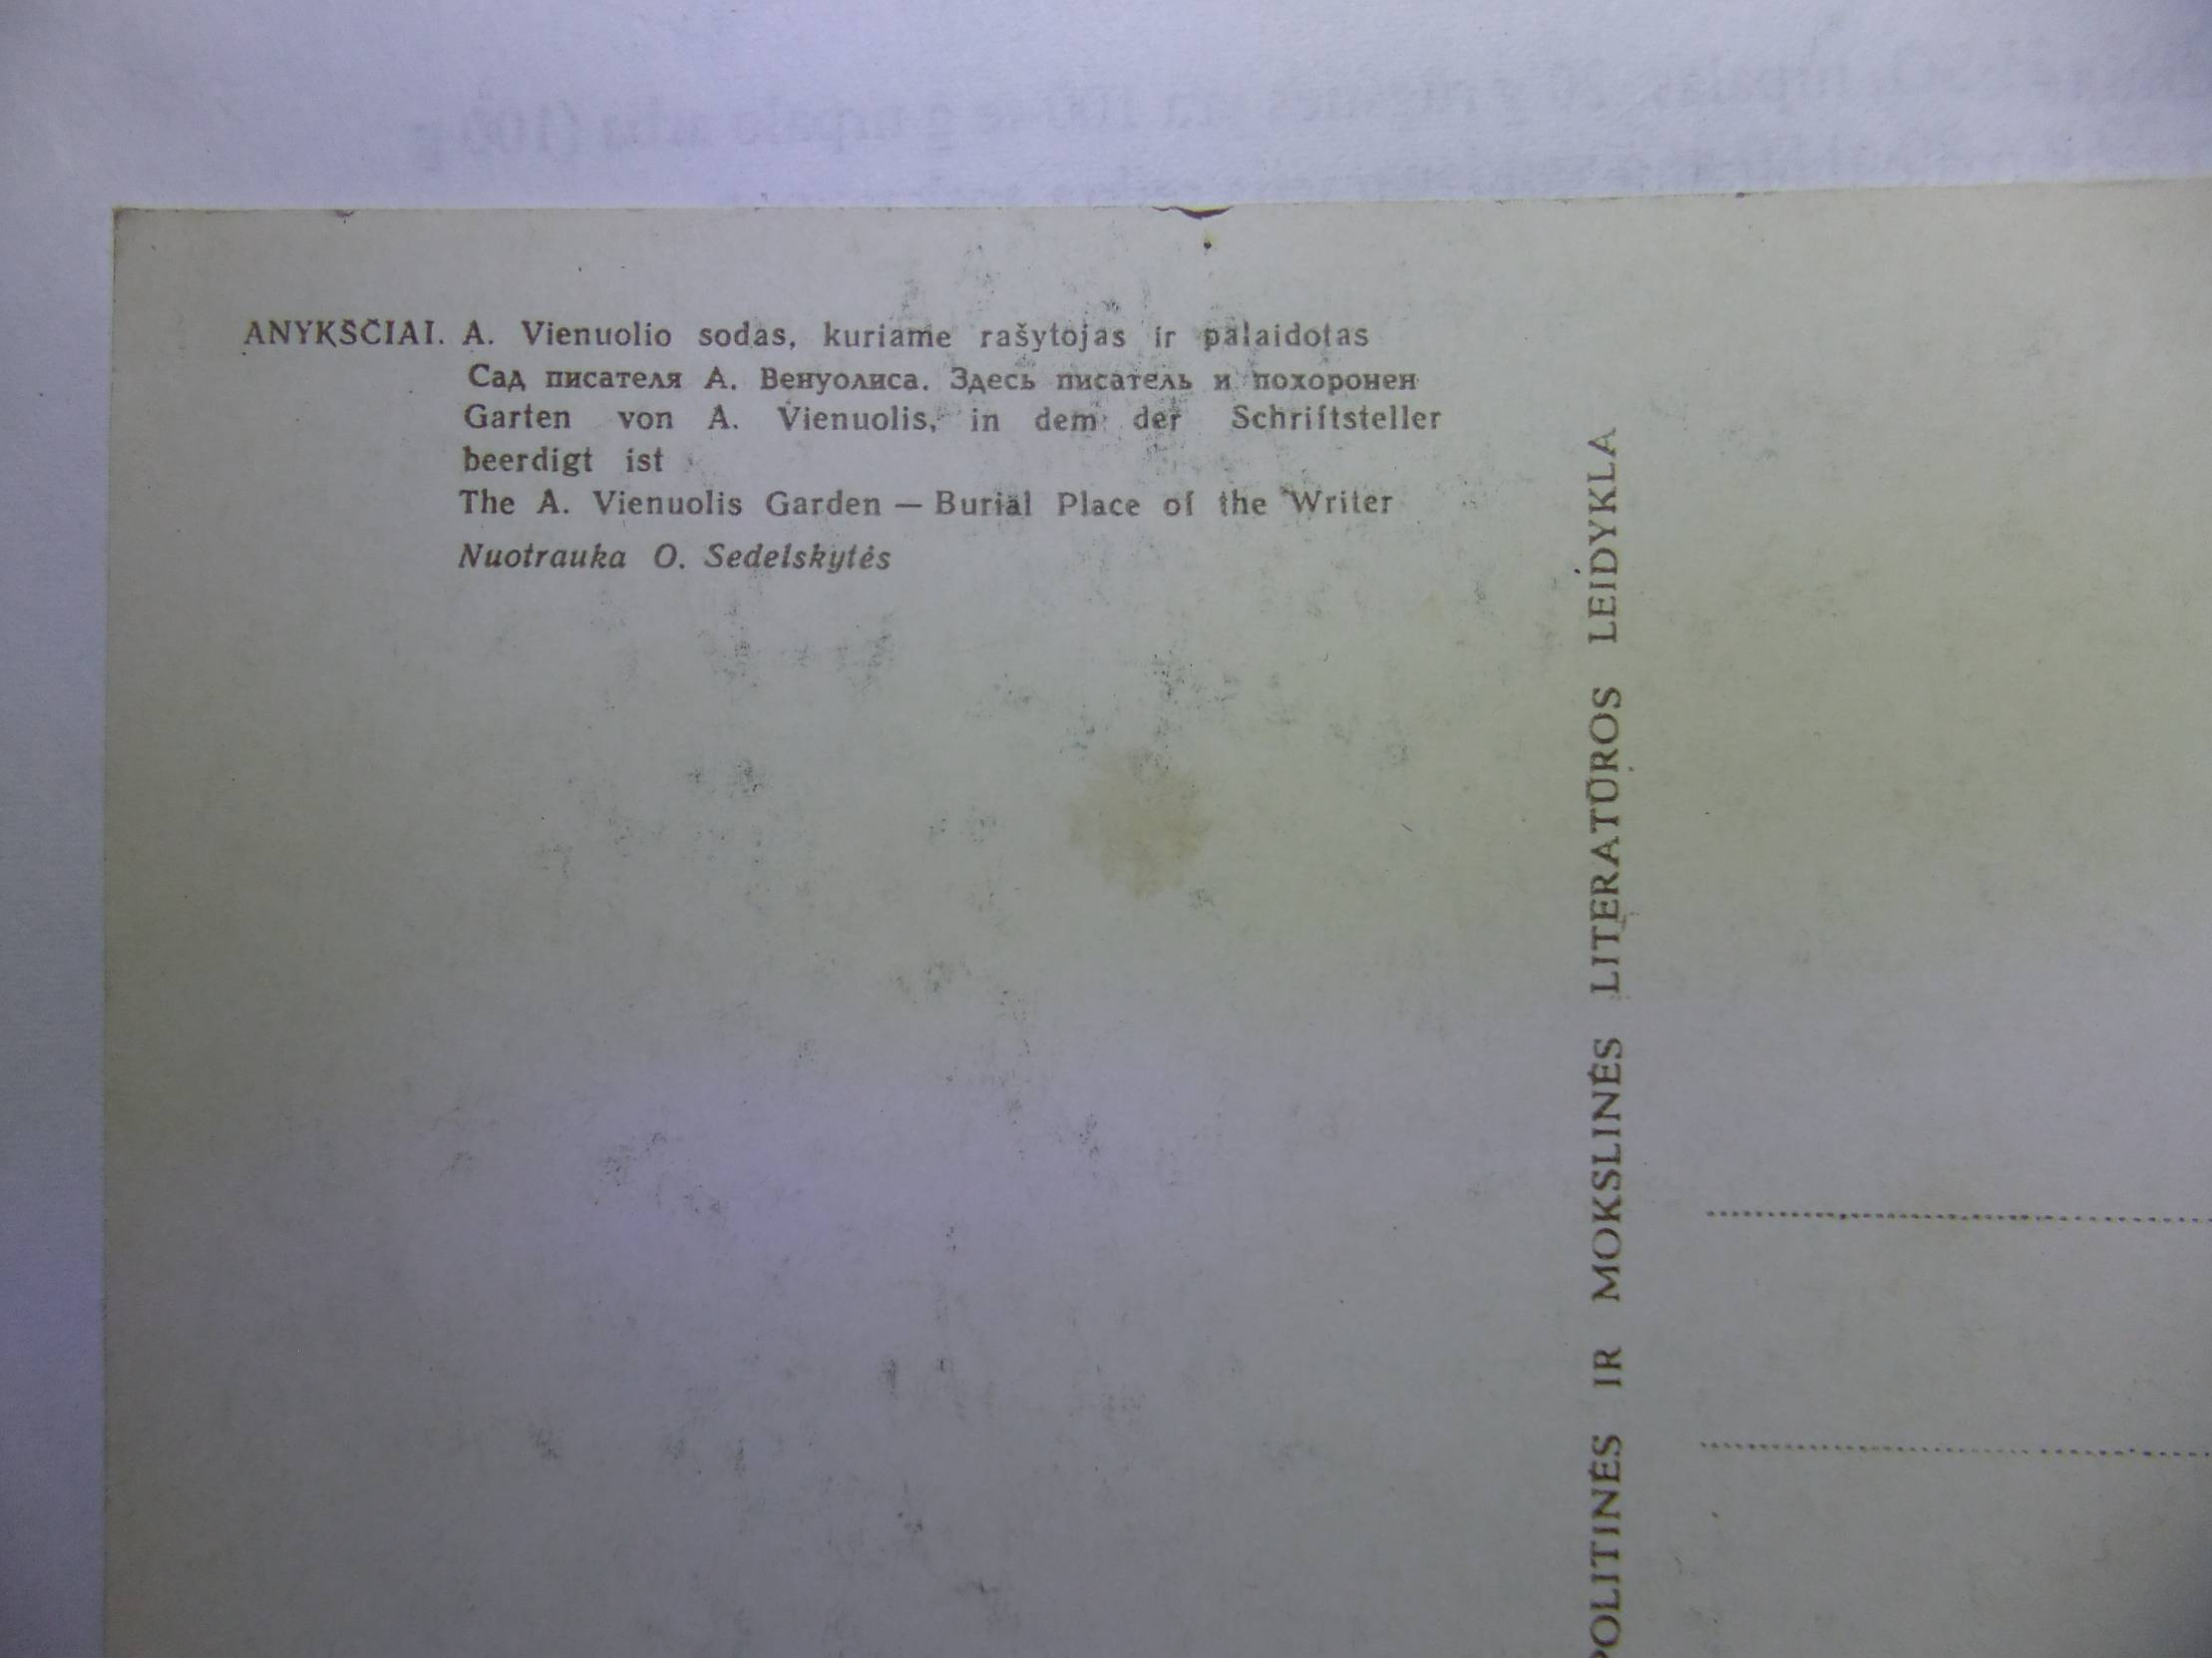 ANYKŠČIAI. A. Vienuolio sodas, kuriame rašytojas ir palaidotas
Сад писателя А. Венуолиса. Здесь писатель и похоронен
Garten von A. Vienuolis, in dem der Schriftsteller
beerdigt ist
The A. Vienuolis Garden — Burial Place of the Writer
Nuotrauka O. Sedelskytės
POLITINĖS IR MOKSLINĖS LITERATŪROS LEIDYKLA